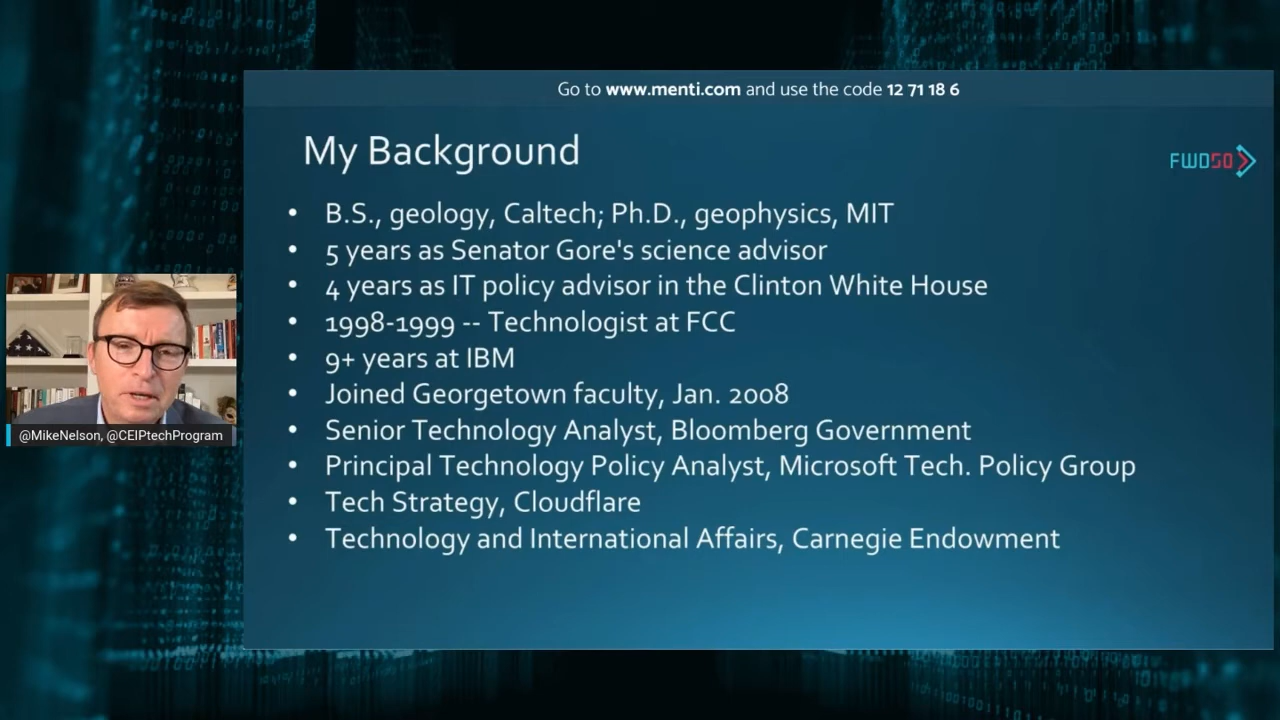 Go to www.menti.com and use the code 12 71 18 6
My Background
FWD50
• B.S., geology, Caltech; Ph.D., geophysics, MIT
• 5 years as Senator Gore's science advisor
• 4 years as IT policy advisor in the Clinton White House
• 1998-1999 -- Technologist at FCC
• 9+ years at IBM
• Joined Georgetown faculty, Jan. 2008
• Senior Technology Analyst, Bloomberg Government
• Principal Technology Policy Analyst, Microsoft Tech. Policy Group
• Tech Strategy, Cloudflare
• Technology and International Affairs, Carnegie Endowment
@MikeNelson, @CEIPtechProgram